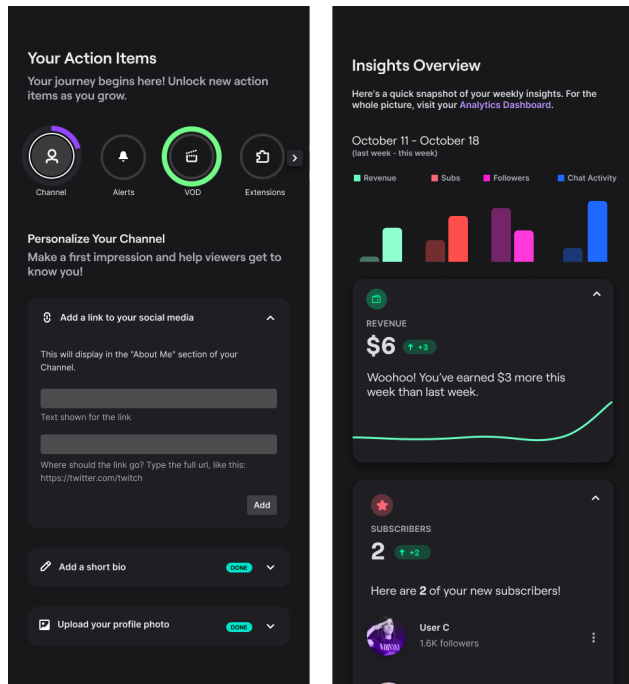 Your Action Items
Your journey begins here! Unlock new action
items as you grow.
Channel
Alerts
VOD
Extensions
Personalize Your Channel
Make a first impression and help viewers get to
know you!
Add a link to your social media
This will display in the "About Me" section of your
Channel.
Text shown for the link
Where should the link go? Type the full url, like this:
https://twitter.com/twitch
Add
Add a short bio
DONE
Upload your profile photo
DONE
Insights Overview
Here's a quick snapshot of your weekly insights. For the
whole picture, visit your Analytics Dashboard.
October 11 - October 18
(last week - this week)
Revenue
Subs
Followers
Chat Activity
REVENUE
$6
+3
Woohoo! You've earned $3 more this
week than last week.
SUBSCRIBERS
2
+2
Here are 2 of your new subscribers!
User C
1.6K followers
NIRVANA